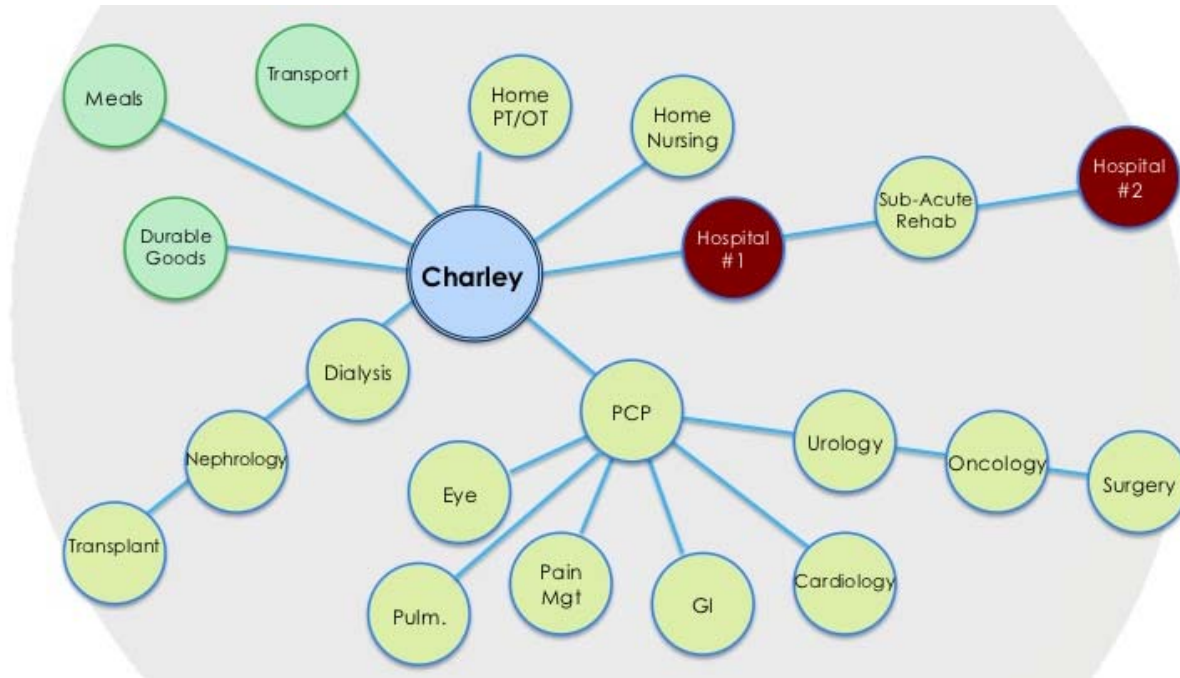 Meals
Transport
Home
PT/OT
Home
Nursing
Hospital
#2
Sub-Acute
Rehab
Durable
Goods
Hospital
#1
Charley
Dialysis
PCP
Nephrology
Urology
Oncology
Surgery
Eye
Transplant
Pulm.
Pain
Mgt
GI
Cardiology